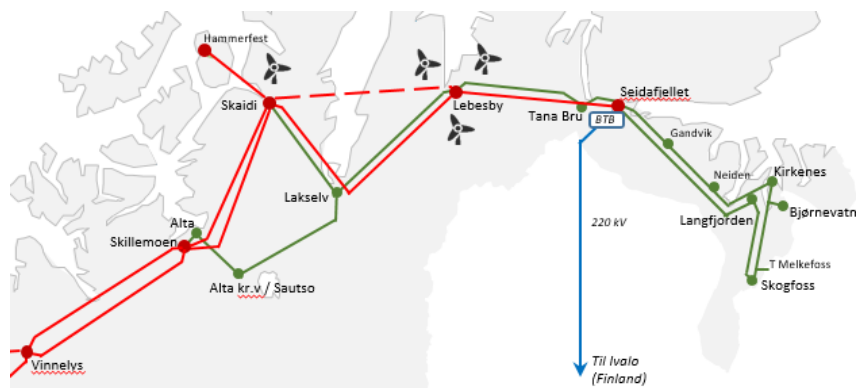 Hammerfest
Skaidi
Lebesby
Seidafjellet
Tana Bru
BTB
Gandvik
Neiden
Kirkenes
Lakselv
Langfjorden
Bjørnevatn
Alta
Skillemoen
220 kV
T Melkefoss
Alta kr.v / Sautso
Skogfoss
Vinnelys
Til Ivalo
(Finland)